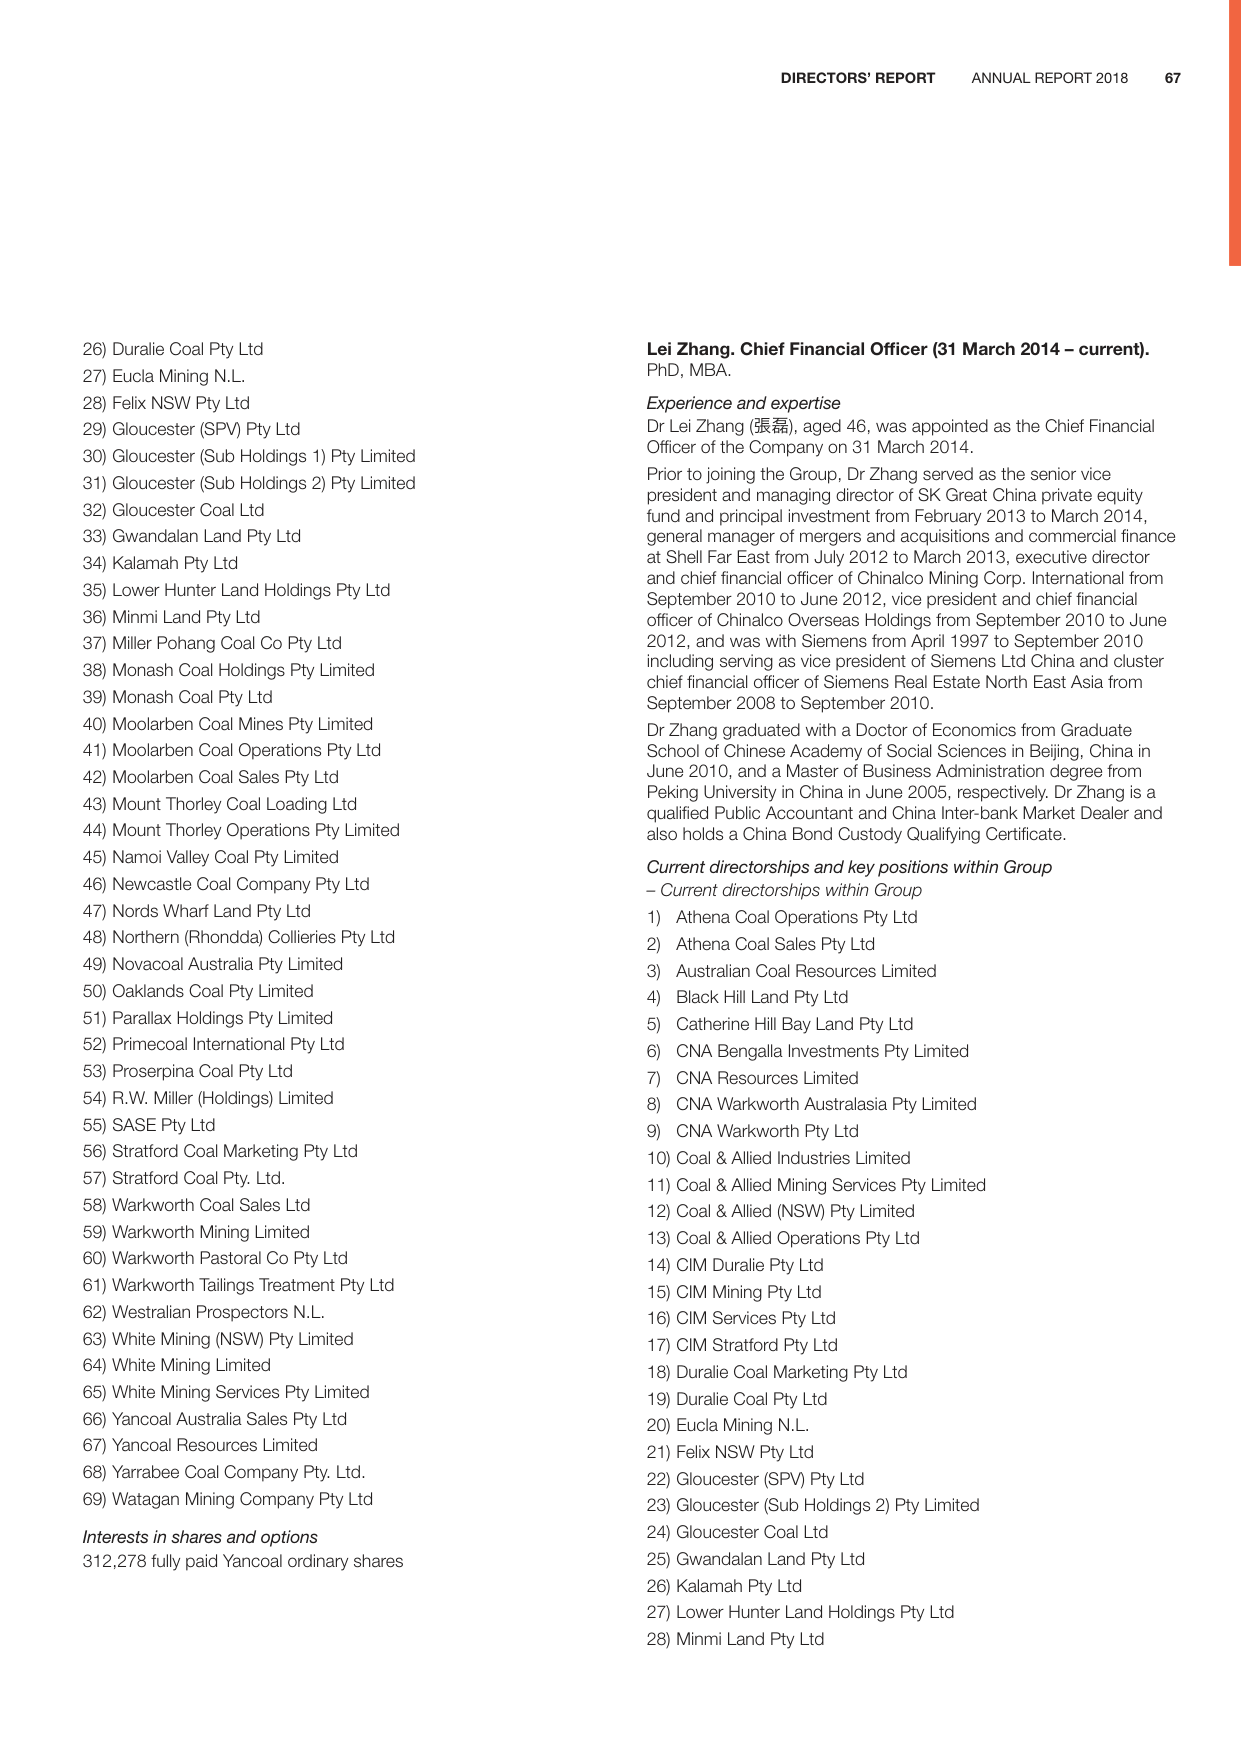 DIRECTORS' REPORT ANNUAL REPORT 2018 67
26) Duralie Coal Pty Ltd
27) Eucla Mining N.L.
28) Felix NSW Pty Ltd
29) Gloucester (SPV) Pty Ltd
30) Gloucester (Sub Holdings 1) Pty Limited
31) Gloucester (Sub Holdings 2) Pty Limited
32) Gloucester Coal Ltd
33) Gwandalan Land Pty Ltd
34) Kalamah Pty Ltd
35) Lower Hunter Land Holdings Pty Ltd
36) Minmi Land Pty Ltd
37) Miller Pohang Coal Co Pty Ltd
38) Monash Coal Holdings Pty Limited
39) Monash Coal Pty Ltd
40) Moolarben Coal Mines Pty Limited
41) Moolarben Coal Operations Pty Ltd
42) Moolarben Coal Sales Pty Ltd
43) Mount Thorley Coal Loading Ltd
44) Mount Thorley Operations Pty Limited
45) Namoi Valley Coal Pty Limited
46) Newcastle Coal Company Pty Ltd
47) Nords Wharf Land Pty Ltd
48) Northern (Rhondda) Collieries Pty Ltd
49) Novacoal Australia Pty Limited
50) Oaklands Coal Pty Limited
51) Parallax Holdings Pty Limited
52) Primecoal International Pty Ltd
53) Proserpina Coal Pty Ltd
54) R.W. Miller (Holdings) Limited
55) SASE Pty Ltd
56) Stratford Coal Marketing Pty Ltd
57) Stratford Coal Pty. Ltd.
58) Warkworth Coal Sales Ltd
59) Warkworth Mining Limited
60) Warkworth Pastoral Co Pty Ltd
61) Warkworth Tailings Treatment Pty Ltd
62) Westralian Prospectors N.L.
63) White Mining (NSW) Pty Limited
64) White Mining Limited
65) White Mining Services Pty Limited
66) Yancoal Australia Sales Pty Ltd
67) Yancoal Resources Limited
68) Yarrabee Coal Company Pty. Ltd.
69) Watagan Mining Company Pty Ltd
Interests in shares and options
312,278 fully paid Yancoal ordinary shares
Lei Zhang. Chief Financial Officer (31 March 2014 – current).
PhD, MBA.
Experience and expertise
Dr Lei Zhang (張磊), aged 46, was appointed as the Chief Financial
Officer of the Company on 31 March 2014.
Prior to joining the Group, Dr Zhang served as the senior vice
president and managing director of SK Great China private equity
fund and principal investment from February 2013 to March 2014,
general manager of mergers and acquisitions and commercial finance
at Shell Far East from July 2012 to March 2013, executive director
and chief financial officer of Chinalco Mining Corp. International from
September 2010 to June 2012, vice president and chief financial
officer of Chinalco Overseas Holdings from September 2010 to June
2012, and was with Siemens from April 1997 to September 2010
including serving as vice president of Siemens Ltd China and cluster
chief financial officer of Siemens Real Estate North East Asia from
September 2008 to September 2010.
Dr Zhang graduated with a Doctor of Economics from Graduate
School of Chinese Academy of Social Sciences in Beijing, China in
June 2010, and a Master of Business Administration degree from
Peking University in China in June 2005, respectively. Dr Zhang is a
qualified Public Accountant and China Inter-bank Market Dealer and
also holds a China Bond Custody Qualifying Certificate.
Current directorships and key positions within Group
– Current directorships within Group
1) Athena Coal Operations Pty Ltd
2) Athena Coal Sales Pty Ltd
3) Australian Coal Resources Limited
4) Black Hill Land Pty Ltd
5) Catherine Hill Bay Land Pty Ltd
6) CNA Bengalla Investments Pty Limited
7) CNA Resources Limited
8) CNA Warkworth Australasia Pty Limited
9) CNA Warkworth Pty Ltd
10) Coal & Allied Industries Limited
11) Coal & Allied Mining Services Pty Limited
12) Coal & Allied (NSW) Pty Limited
13) Coal & Allied Operations Pty Ltd
14) CIM Duralie Pty Ltd
15) CIM Mining Pty Ltd
16) CIM Services Pty Ltd
17) CIM Stratford Pty Ltd
18) Duralie Coal Marketing Pty Ltd
19) Duralie Coal Pty Ltd
20) Eucla Mining N.L.
21) Felix NSW Pty Ltd
22) Gloucester (SPV) Pty Ltd
23) Gloucester (Sub Holdings 2) Pty Limited
24) Gloucester Coal Ltd
25) Gwandalan Land Pty Ltd
26) Kalamah Pty Ltd
27) Lower Hunter Land Holdings Pty Ltd
28) Minmi Land Pty Ltd